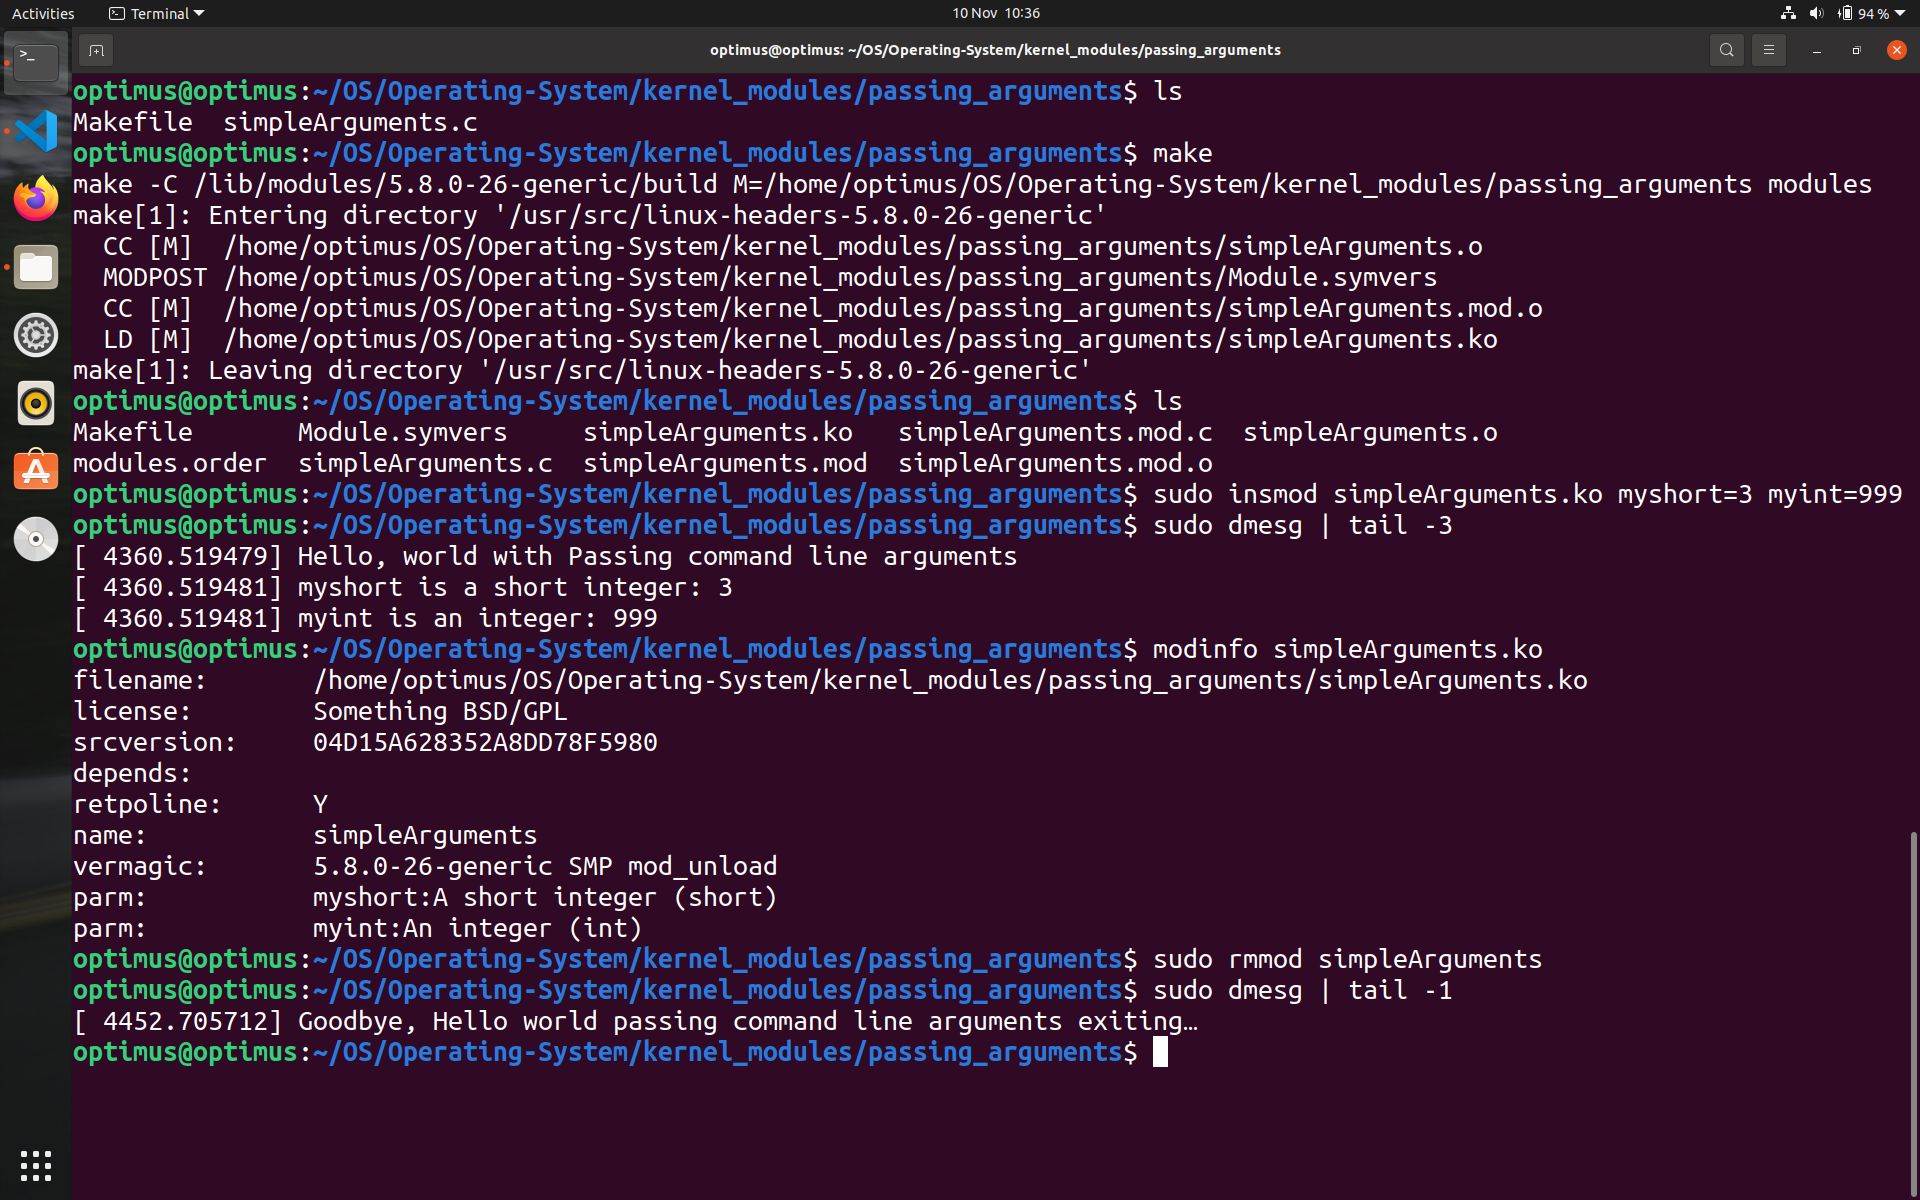 Activities Terminal 10 Nov 10:36 94 %
optimus@optimus: ~/OS/Operating-System/kernel_modules/passing_arguments
optimus@optimus:~/OS/Operating-System/kernel_modules/passing_arguments$ ls
Makefile  simpleArguments.c
optimus@optimus:~/OS/Operating-System/kernel_modules/passing_arguments$ make
make -C /lib/modules/5.8.0-26-generic/build M=/home/optimus/OS/Operating-System/kernel_modules/passing_arguments modules
make[1]: Entering directory '/usr/src/linux-headers-5.8.0-26-generic'
  CC [M]  /home/optimus/OS/Operating-System/kernel_modules/passing_arguments/simpleArguments.o
  MODPOST /home/optimus/OS/Operating-System/kernel_modules/passing_arguments/Module.symvers
  CC [M]  /home/optimus/OS/Operating-System/kernel_modules/passing_arguments/simpleArguments.mod.o
  LD [M]  /home/optimus/OS/Operating-System/kernel_modules/passing_arguments/simpleArguments.ko
make[1]: Leaving directory '/usr/src/linux-headers-5.8.0-26-generic'
optimus@optimus:~/OS/Operating-System/kernel_modules/passing_arguments$ ls
Makefile       Module.symvers     simpleArguments.ko   simpleArguments.mod.c  simpleArguments.o
modules.order  simpleArguments.c  simpleArguments.mod  simpleArguments.mod.o
optimus@optimus:~/OS/Operating-System/kernel_modules/passing_arguments$ sudo insmod simpleArguments.ko myshort=3 myint=999
optimus@optimus:~/OS/Operating-System/kernel_modules/passing_arguments$ sudo dmesg | tail -3
[ 4360.519479] Hello, world with Passing command line arguments
[ 4360.519481] myshort is a short integer: 3
[ 4360.519481] myint is an integer: 999
optimus@optimus:~/OS/Operating-System/kernel_modules/passing_arguments$ modinfo simpleArguments.ko
filename:       /home/optimus/OS/Operating-System/kernel_modules/passing_arguments/simpleArguments.ko
license:        Something BSD/GPL
srcversion:     04D15A628352A8DD78F5980
depends:
retpoline:      Y
name:           simpleArguments
vermagic:       5.8.0-26-generic SMP mod_unload
parm:           myshort:A short integer (short)
parm:           myint:An integer (int)
optimus@optimus:~/OS/Operating-System/kernel_modules/passing_arguments$ sudo rmmod simpleArguments
optimus@optimus:~/OS/Operating-System/kernel_modules/passing_arguments$ sudo dmesg | tail -1
[ 4452.705712] Goodbye, Hello world passing command line arguments exiting…
optimus@optimus:~/OS/Operating-System/kernel_modules/passing_arguments$